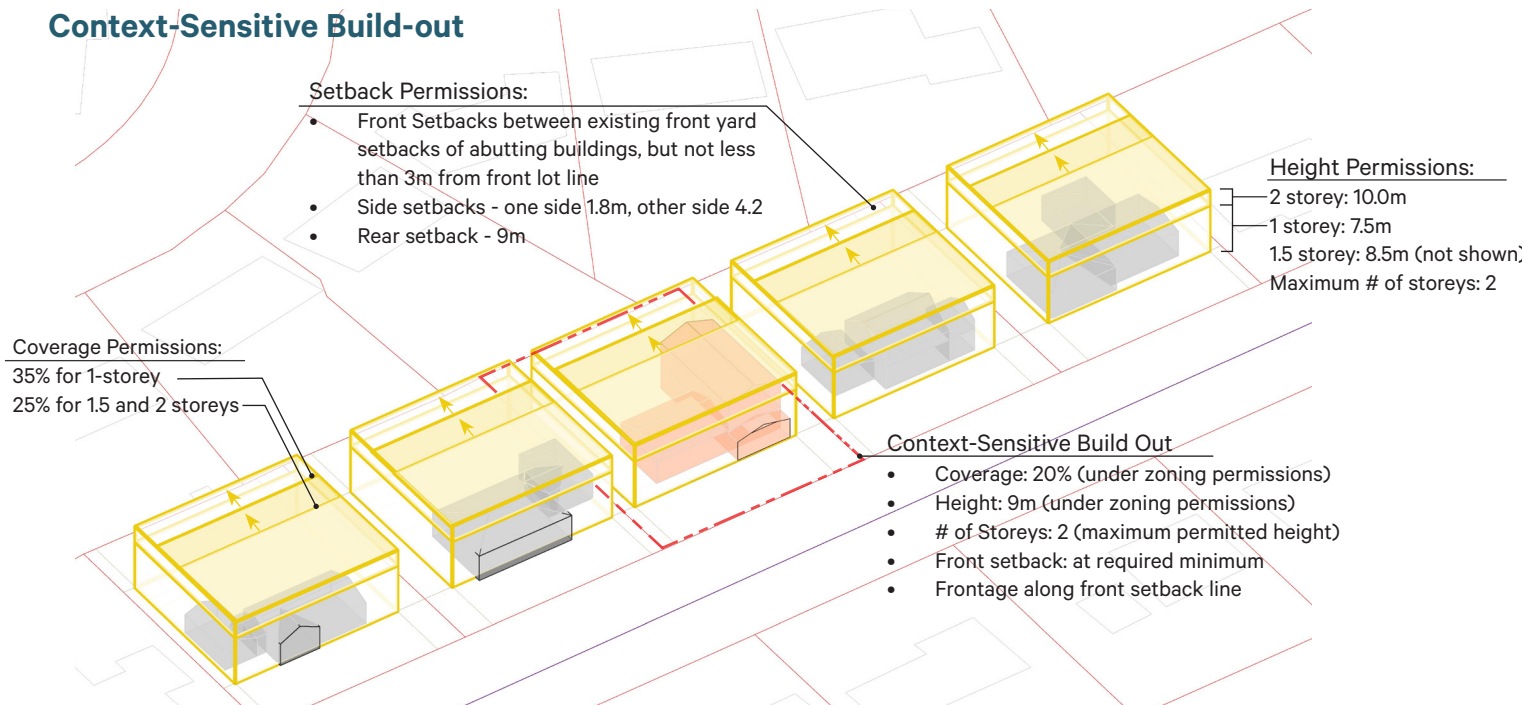 Context-Sensitive Build-out
Setback Permissions:
• Front Setbacks between existing front yard
setbacks of abutting buildings, but not less
than 3m from front lot line
• Side setbacks - one side 1.8m, other side 4.2
• Rear setback - 9m
Height Permissions:
2 storey: 10.0m
1 storey: 7.5m
1.5 storey: 8.5m (not shown)
Maximum # of storeys: 2
Coverage Permissions:
35% for 1-storey
25% for 1.5 and 2 storeys
Context-Sensitive Build Out
• Coverage: 20% (under zoning permissions)
• Height: 9m (under zoning permissions)
• # of Storeys: 2 (maximum permitted height)
• Front setback: at required minimum
• Frontage along front setback line